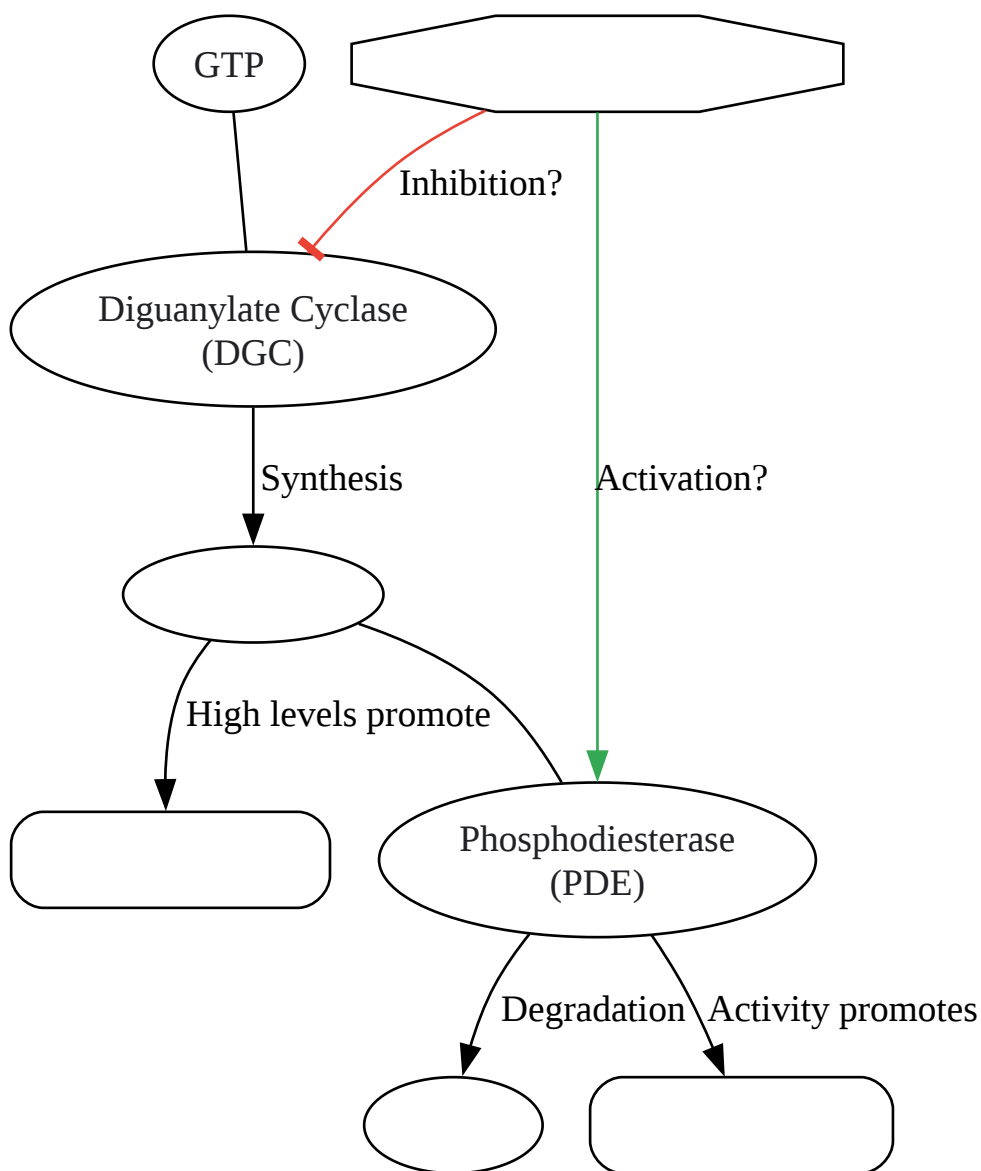 GTP
Inhibition?
Diguanylate Cyclase
(DGC)
Synthesis
Activation?
High levels promote
Phosphodiesterase
(PDE)
Degradation
Activity promotes